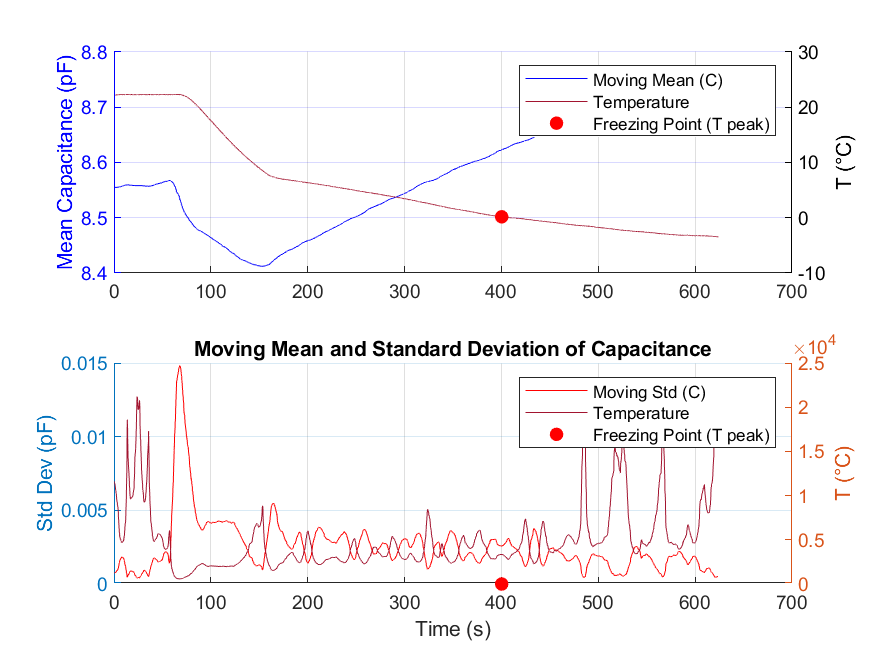 8.8
8.7
8.6
8.5
8.4
Mean Capacitance (pF)
Moving Mean (C)
Temperature
Freezing Point (T peak)
30
20
10
0
-10
T (°C)
0 100 200 300 400 500 600 700
Moving Mean and Standard Deviation of Capacitance
×10^4
0.015
0.01
0.005
0
Std Dev (pF)
Moving Std (C)
Temperature
Freezing Point (T peak)
2.5
2
1.5
1
0.5
0
T (°C)
0 100 200 300 400 500 600 700
Time (s)